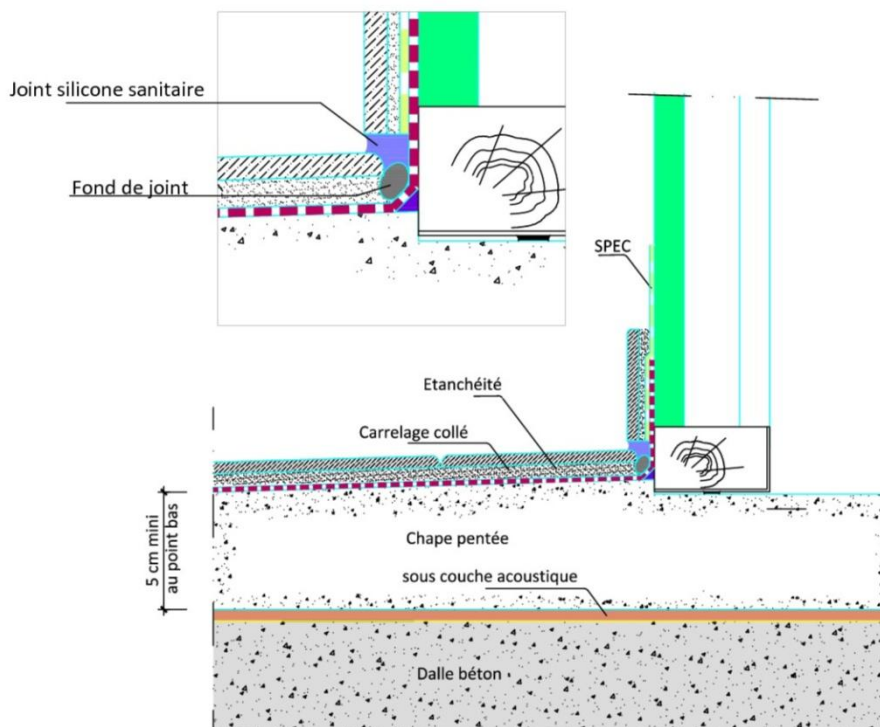 Joint silicone sanitaire
Fond de joint
SPEC
Etanchéité
Carrelage collé
5 cm mini
au point bas
Chape pentée
sous couche acoustique
Dalle béton